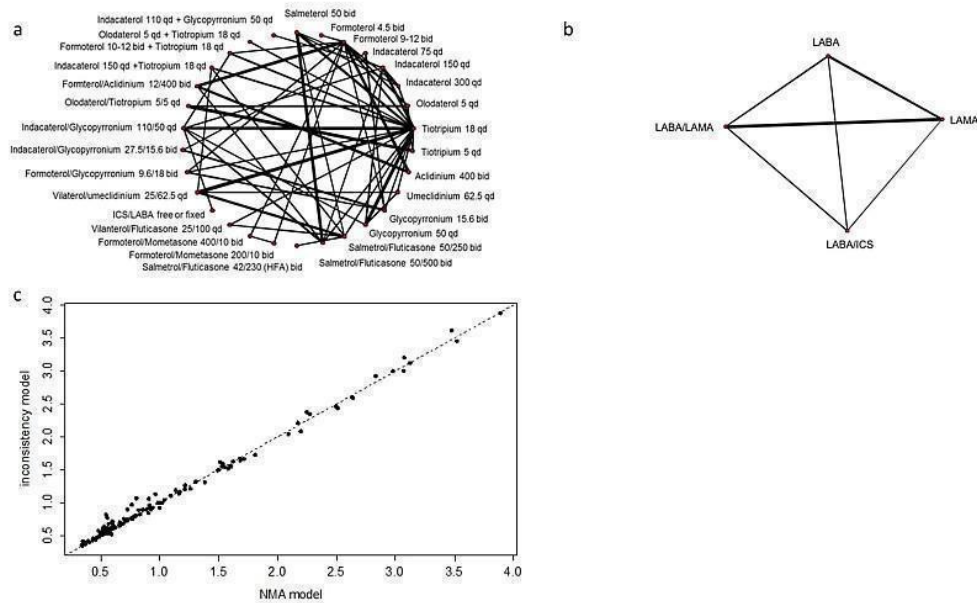 a
Indacaterol 110 qd + Glycopyrronium 50 qd
Olodaterol 5 qd + Tiotropium 18 qd
Formoterol 10-12 bid + Tiotropium 18 qd
Indacaterol 150 qd +Tiotropium 18 qd
Formterol/Aclidinium 12/400 bid
Olodaterol/Tiotropium 5/5 qd
Indacaterol/Glycopyrronium 110/50 qd
Indacaterol/Glycopyrronium 27.5/15.6 bid
Formoterol/Glycopyrronium 9.6/18 bid
Vilaterol/umeclidinium 25/62.5 qd
ICS/LABA free or fixed
Vilanterol/Fluticasone 25/100 qd
Formoterol/Mometasone 400/10 bid
Formoterol/Mometasone 200/10 bid
Salmetrol/Fluticasone 42/230 (HFA) bid
Salmeterol 50 bid
Formoterol 4.5 bid
Formoterol 9-12 bid
Indacaterol 75 qd
Indacaterol 150 qd
Indacaterol 300 qd
Olodaterol 5 qd
Tiotripium 18 qd
Tiotripium 5 qd
Aclidinium 400 bid
Umeclidinium 62.5 qd
Glycopyrronium 15.6 bid
Glycopyrronium 50 qd
Salmetrol/Fluticasone 50/250 bid
Salmetrol/Fluticasone 50/500 bid
b
LABA
LABA/LAMA
LAMA
LABA/ICS
c
inconsistency model
4.0
3.5
3.0
2.5
2.0
1.5
1.0
0.5
0.5 1.0 1.5 2.0 2.5 3.0 3.5 4.0
NMA model